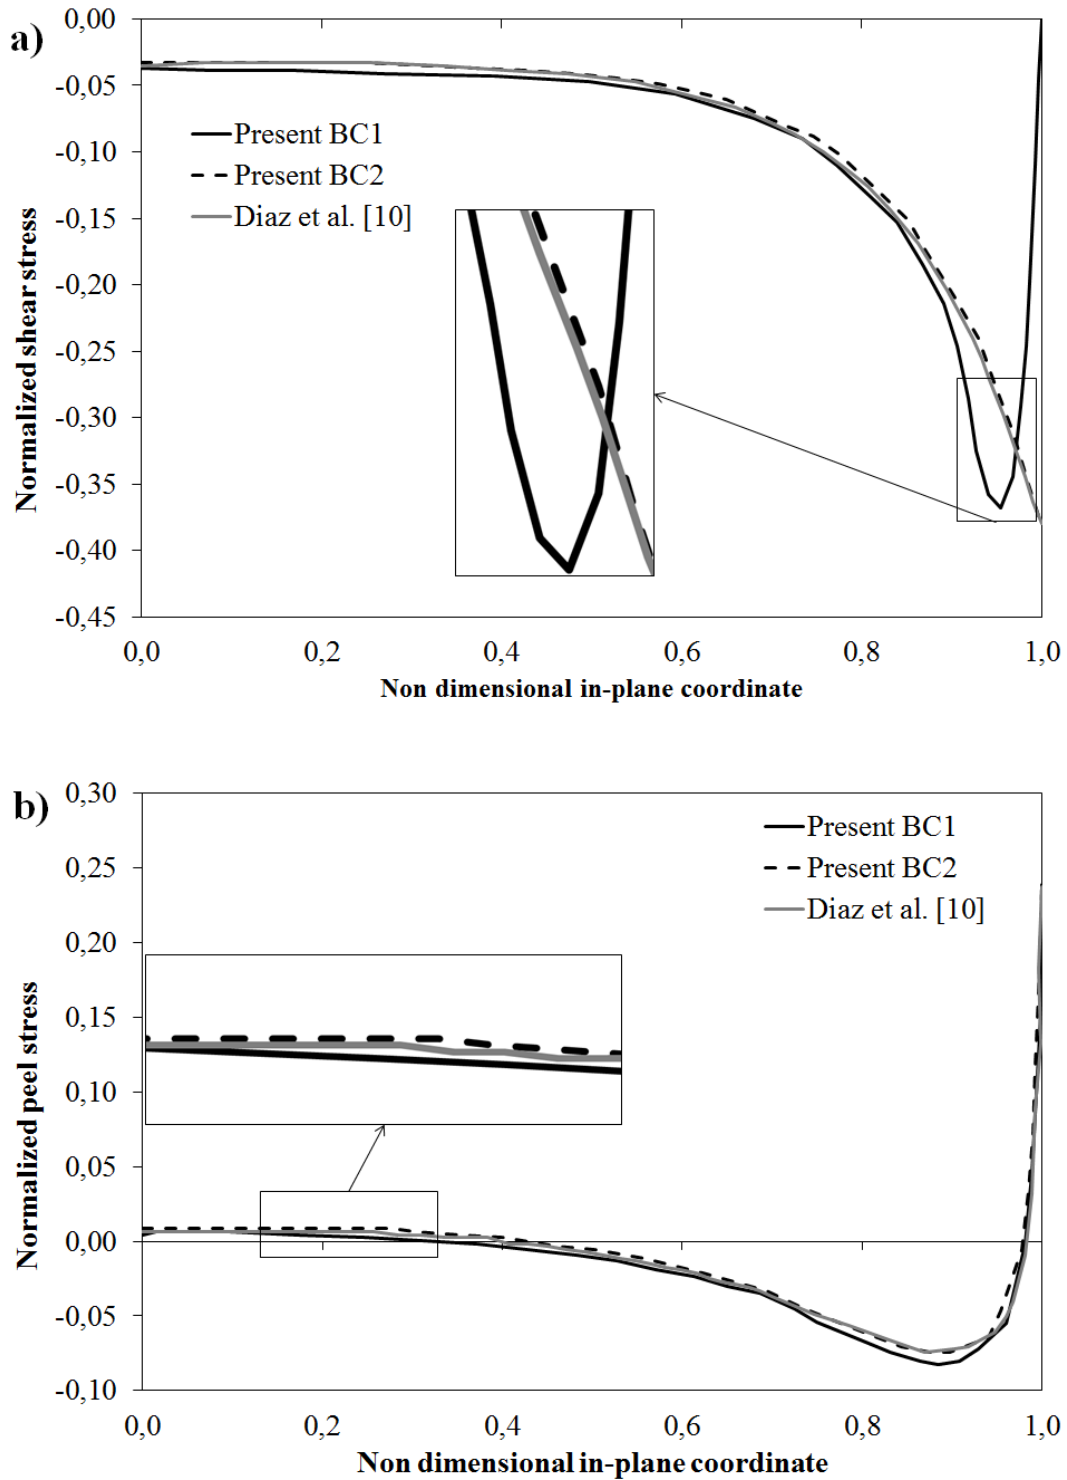 a)
0,00
-0,05
-0,10
-0,15
-0,20
-0,25
-0,30
-0,35
-0,40
-0,45
Normalized shear stress
Present BC1
Present BC2
Diaz et al. [10]
0,0 0,2 0,4 0,6 0,8 1,0
Non dimensional in-plane coordinate
b)
0,30
0,25
0,20
0,15
0,10
0,05
0,00
-0,05
-0,10
Normalized peel stress
Present BC1
Present BC2
Diaz et al. [10]
0,0 0,2 0,4 0,6 0,8 1,0
Non dimensional in-plane coordinate